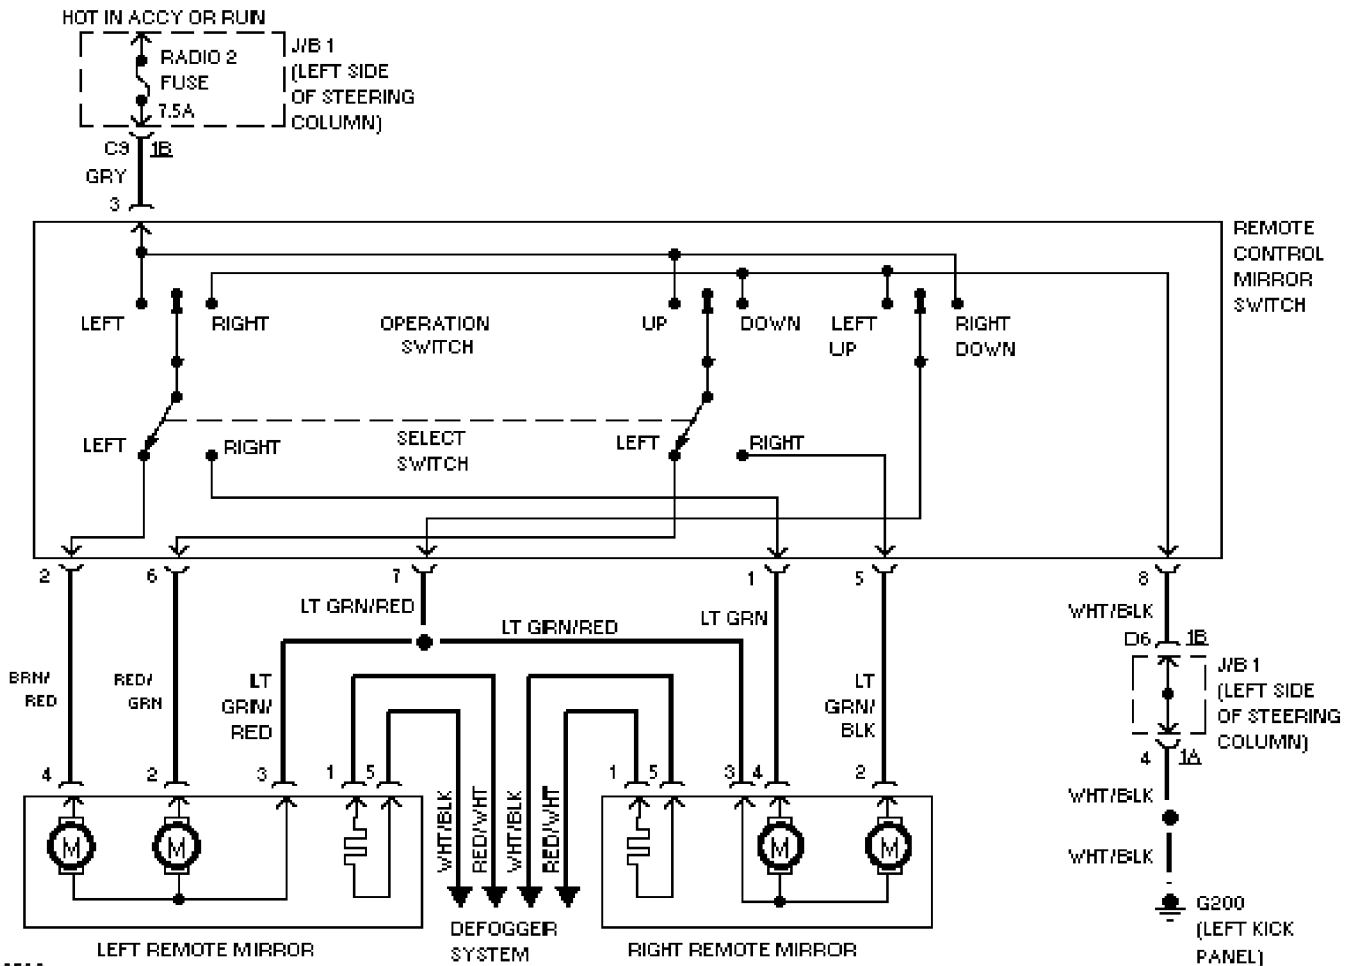 HOT IN ACCY OR RUN
RADIO 2
FUSE
7.5A
J/B 1
(LEFT SIDE
OF STEERING
COLUMN)
C9 1B
GRY
3
REMOTE
CONTROL
MIRROR
SWITCH
LEFT
RIGHT
OPERATION
SWITCH
UP
DOWN
LEFT
UP
RIGHT
DOWN
LEFT
RIGHT
SELECT
SWITCH
LEFT
RIGHT
2
6
7
1
5
8
LT GRN/RED
LT GRN/RED
LT GRN
WHT/BLK
D6 1B
BRN/
RED
RED/
GRN
LT
GRN/
RED
LT
GRN/
BLK
J/B 1
(LEFT SIDE
OF STEERING
COLUMN)
4 1A
4
2
3
1
5
1
5
3
4
2
WHT/BLK
RED/WHT
WHT/BLK
RED/WHT
WHT/BLK
WHT/BLK
M
M
M
M
G200
(LEFT KICK
PANEL)
DEFOGGER
SYSTEM
LEFT REMOTE MIRROR
RIGHT REMOTE MIRROR